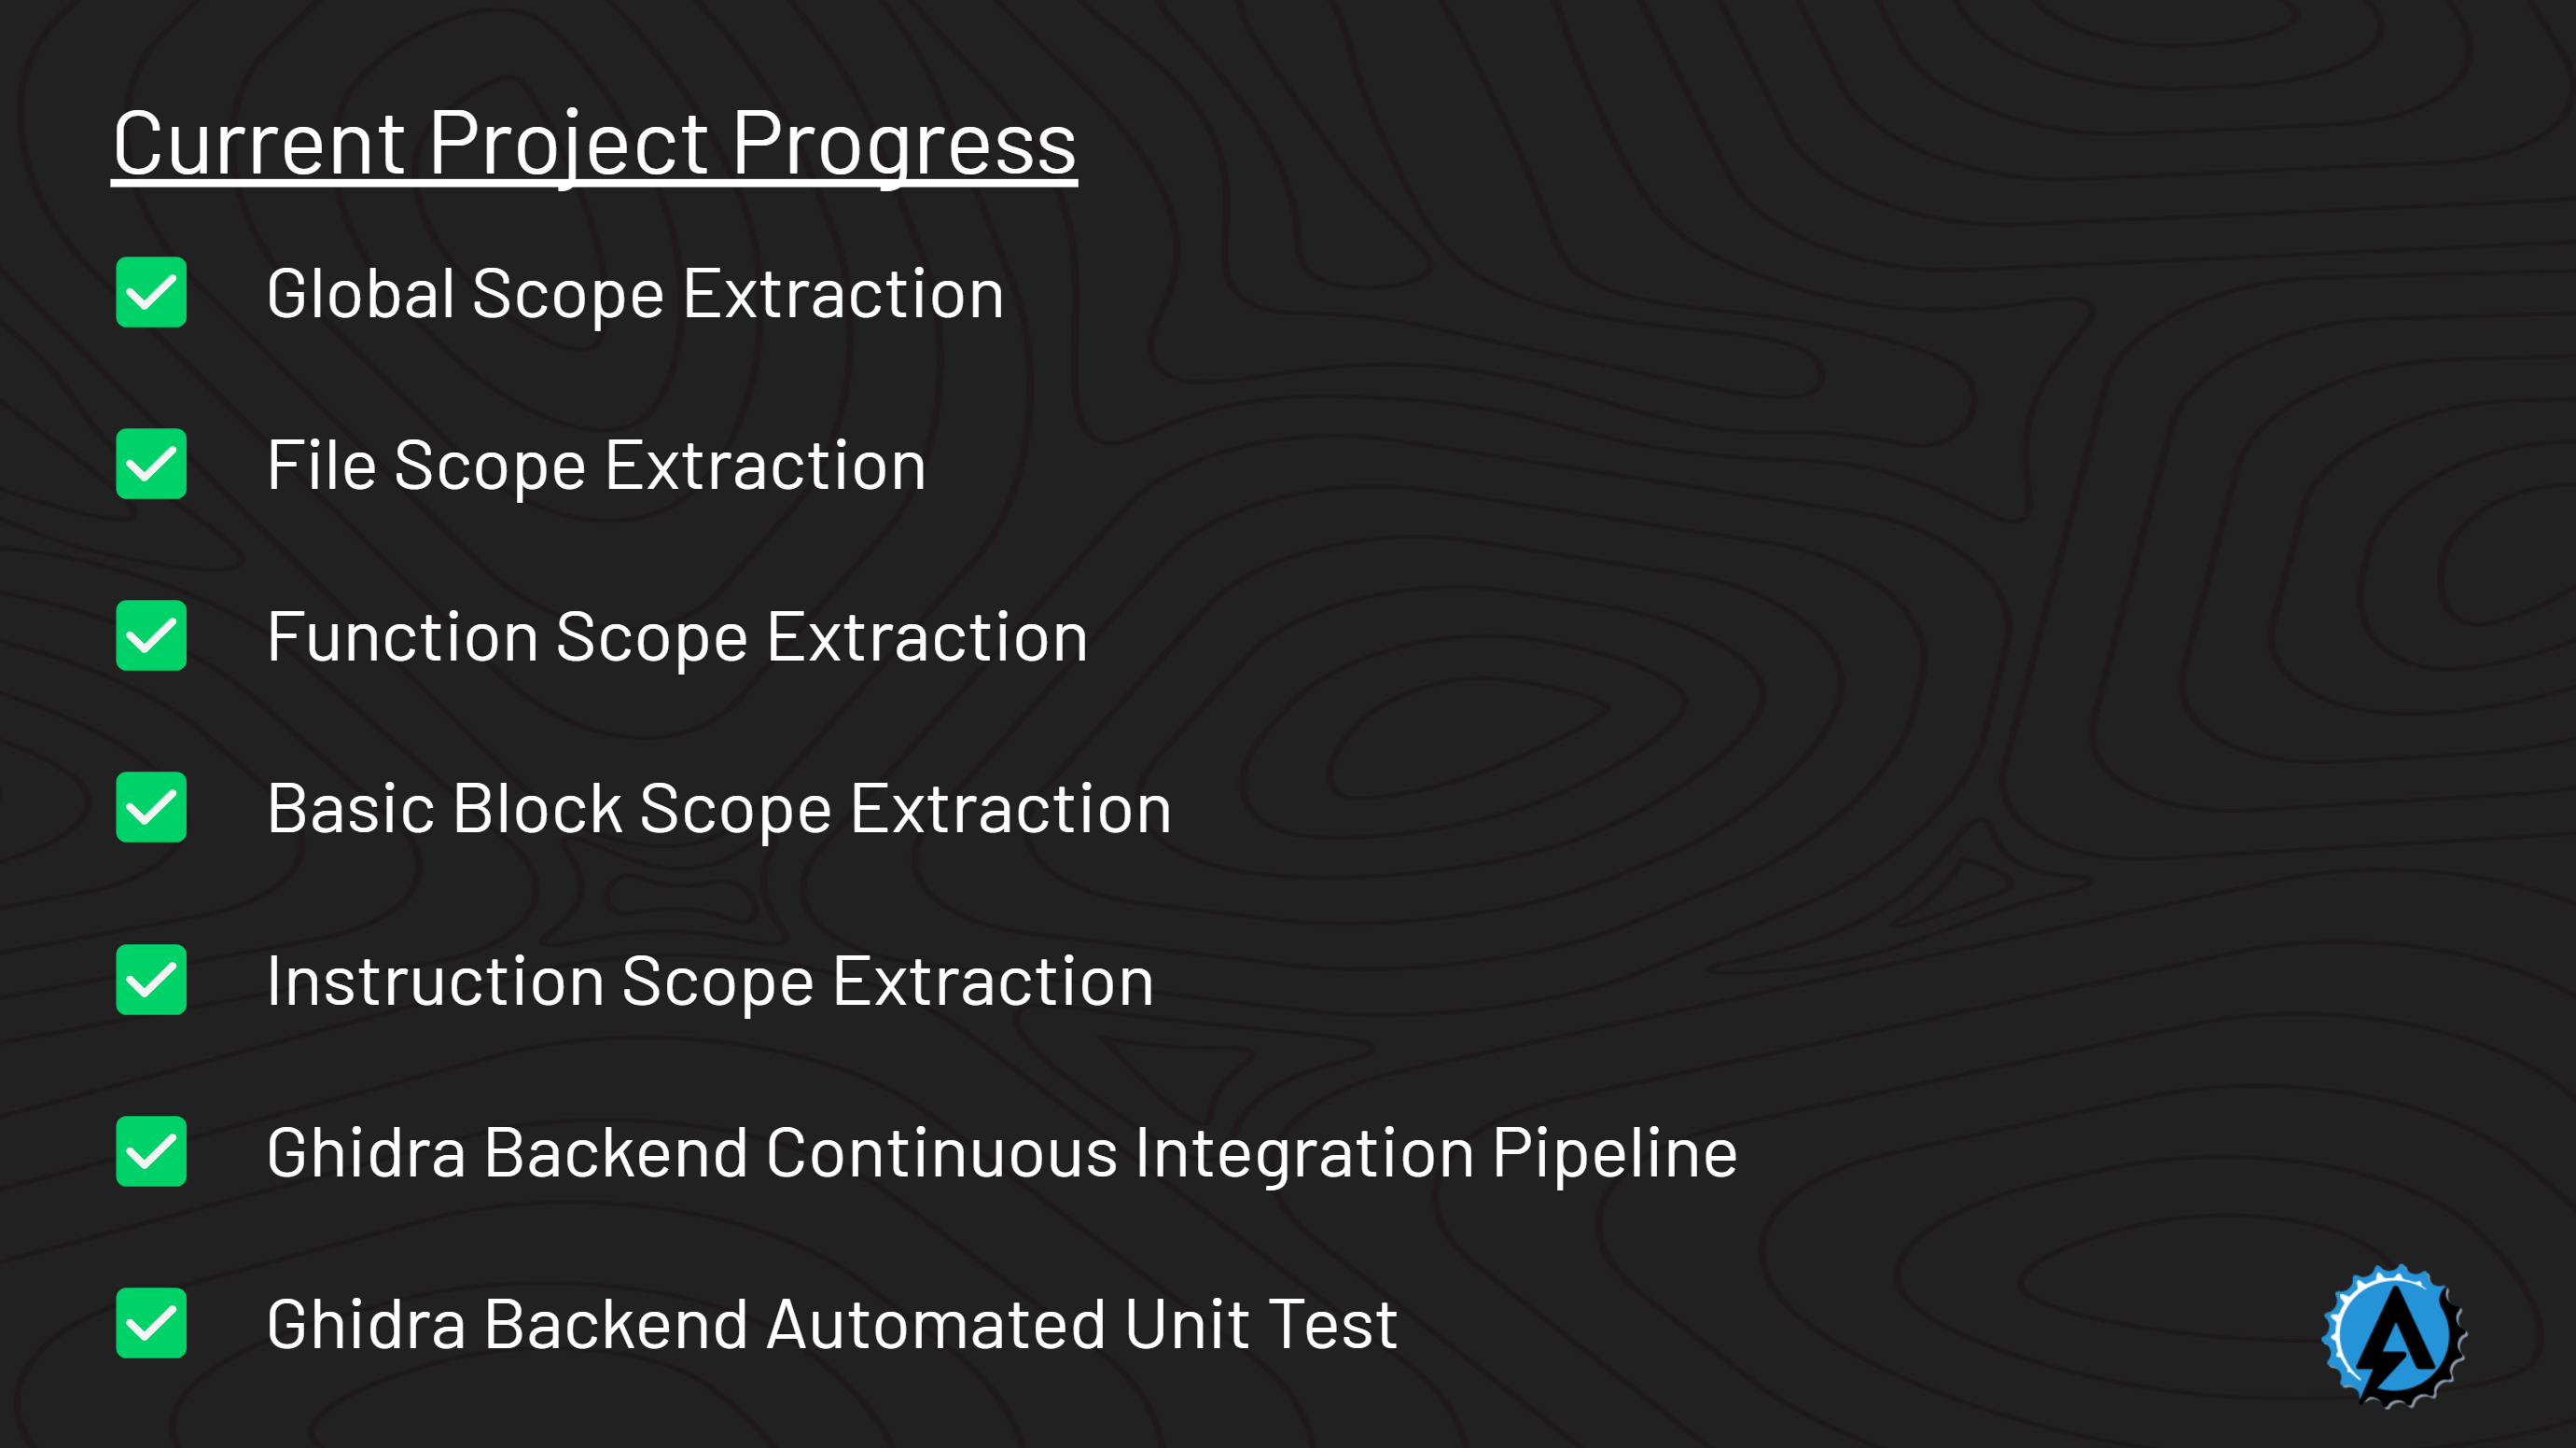 Current Project Progress
Global Scope Extraction
File Scope Extraction
Function Scope Extraction
Basic Block Scope Extraction
Instruction Scope Extraction
Ghidra Backend Continuous Integration Pipeline
Ghidra Backend Automated Unit Test